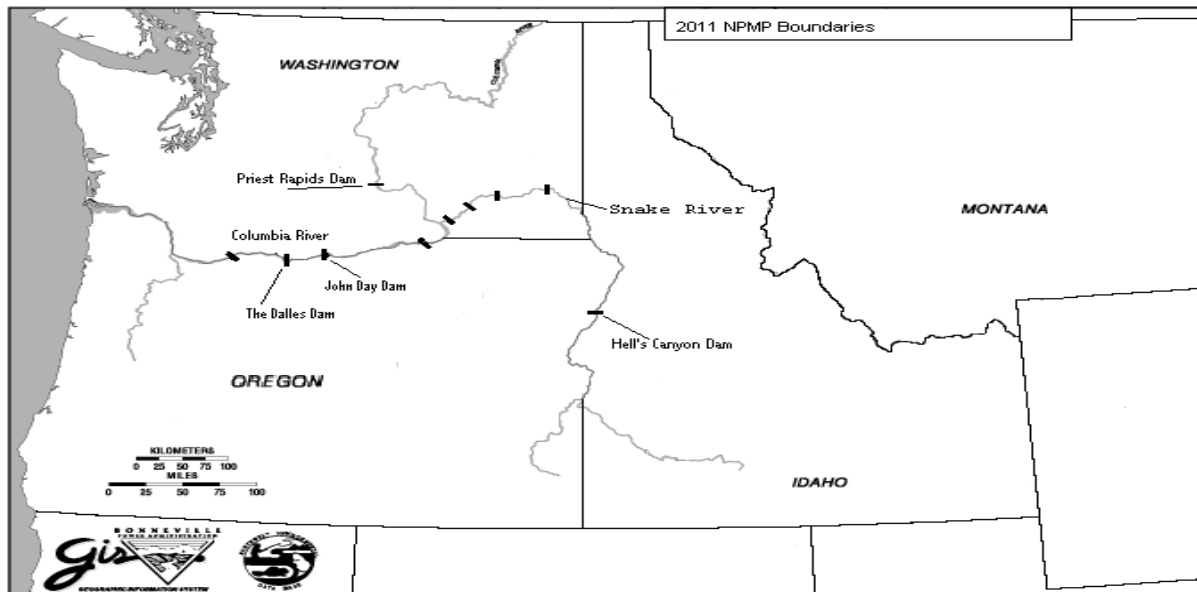 2011 NPMP Boundaries
WASHINGTON
Priest Rapids Dam
Snake River
MONTANA
Columbia River
John Day Dam
The Dalles Dam
Hell's Canyon Dam
OREGON
KILOMETERS
0 25 50 75 100
MILES
0 25 50 75 100
IDAHO
BONNEVILLE
POWER ADMINISTRATION
Gis
GEOGRAPHIC INFORMATION SYSTEM